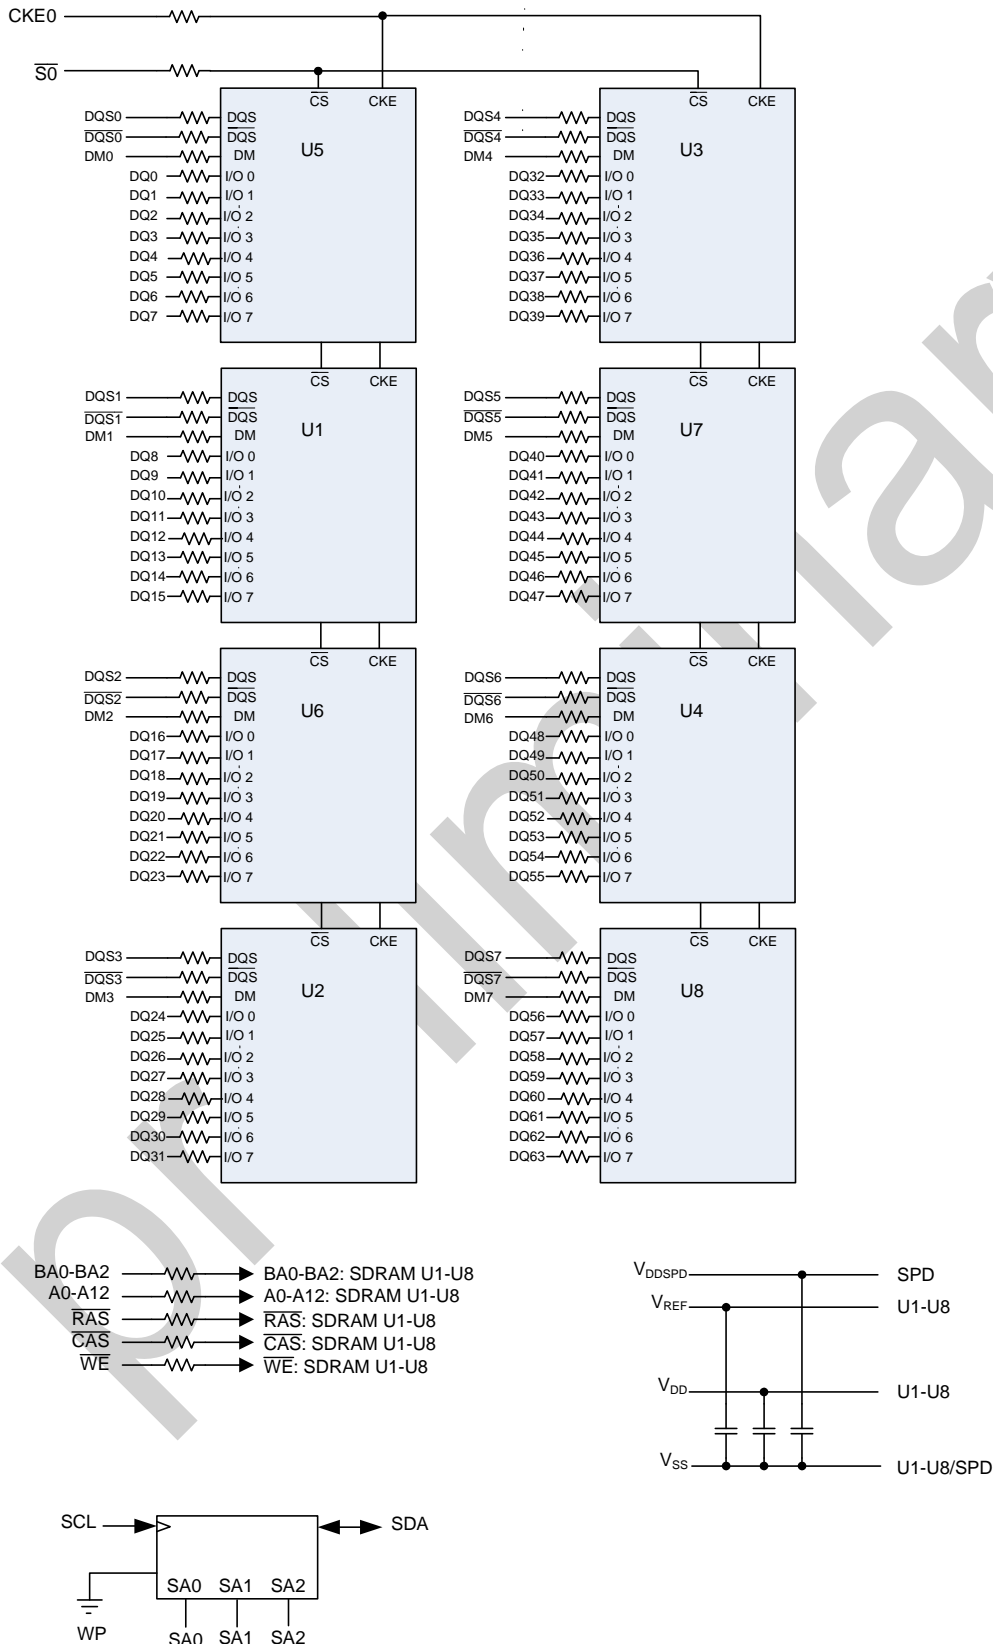 CKE0
S0
CS CKE
DQS0 DQS
DQS0 DQS
U5
DM0 DM
DQ0 I/O 0
DQ1 I/O 1
DQ2 I/O 2
DQ3 I/O 3
DQ4 I/O 4
DQ5 I/O 5
DQ6 I/O 6
DQ7 I/O 7
CS CKE
DQS4 DQS
DQS4 DQS
U3
DM4 DM
DQ32 I/O 0
DQ33 I/O 1
DQ34 I/O 2
DQ35 I/O 3
DQ36 I/O 4
DQ37 I/O 5
DQ38 I/O 6
DQ39 I/O 7
CS CKE
DQS1 DQS
DQS1 DQS
U1
DM1 DM
DQ8 I/O 0
DQ9 I/O 1
DQ10 I/O 2
DQ11 I/O 3
DQ12 I/O 4
DQ13 I/O 5
DQ14 I/O 6
DQ15 I/O 7
CS CKE
DQS5 DQS
DQS5 DQS
U7
DM5 DM
DQ40 I/O 0
DQ41 I/O 1
DQ42 I/O 2
DQ43 I/O 3
DQ44 I/O 4
DQ45 I/O 5
DQ46 I/O 6
DQ47 I/O 7
CS CKE
DQS2 DQS
DQS2 DQS
U6
DM2 DM
DQ16 I/O 0
DQ17 I/O 1
DQ18 I/O 2
DQ19 I/O 3
DQ20 I/O 4
DQ21 I/O 5
DQ22 I/O 6
DQ23 I/O 7
CS CKE
DQS6 DQS
DQS6 DQS
U4
DM6 DM
DQ48 I/O 0
DQ49 I/O 1
DQ50 I/O 2
DQ51 I/O 3
DQ52 I/O 4
DQ53 I/O 5
DQ54 I/O 6
DQ55 I/O 7
CS CKE
DQS3 DQS
DQS3 DQS
U2
DM3 DM
DQ24 I/O 0
DQ25 I/O 1
DQ26 I/O 2
DQ27 I/O 3
DQ28 I/O 4
DQ29 I/O 5
DQ30 I/O 6
DQ31 I/O 7
CS CKE
DQS7 DQS
DQS7 DQS
U8
DM7 DM
DQ56 I/O 0
DQ57 I/O 1
DQ58 I/O 2
DQ59 I/O 3
DQ60 I/O 4
DQ61 I/O 5
DQ62 I/O 6
DQ63 I/O 7
BA0-BA2 BA0-BA2: SDRAM U1-U8
A0-A12 A0-A12: SDRAM U1-U8
RAS RAS: SDRAM U1-U8
CAS CAS: SDRAM U1-U8
WE WE: SDRAM U1-U8
VDDSPD SPD
VREF U1-U8
VDD U1-U8
VSS U1-U8/SPD
SCL SDA
SA0 SA1 SA2
WP
SA0 SA1 SA2